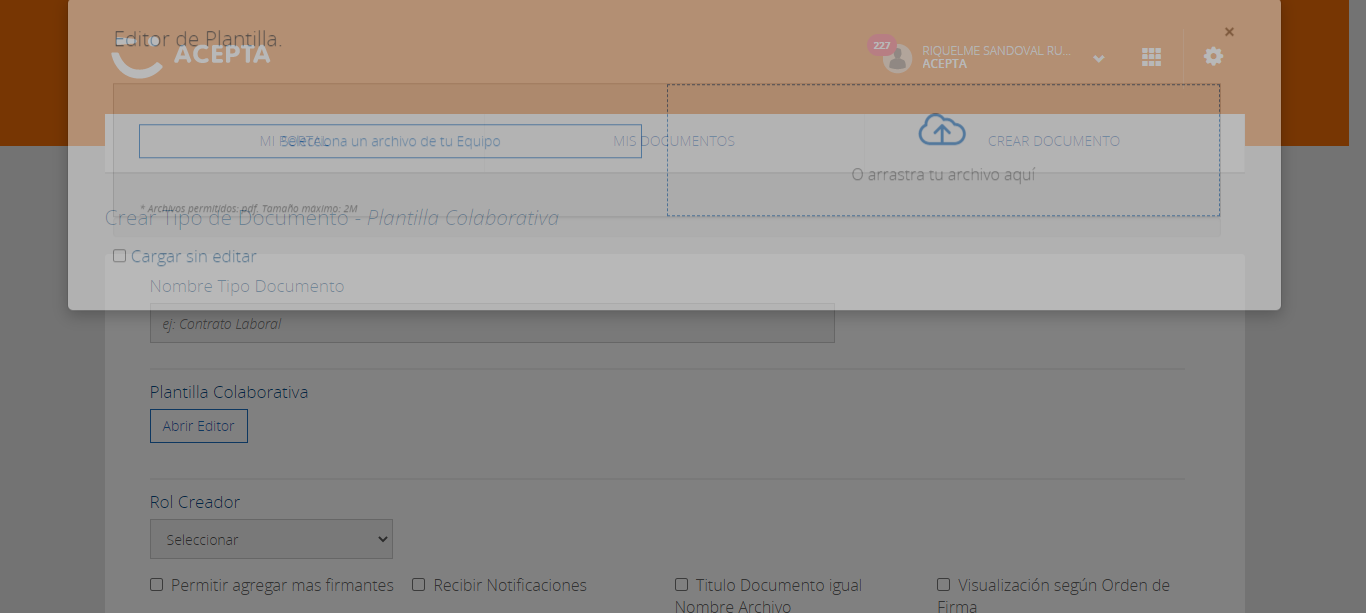 Editor de Plantilla.
×
ACEPTA
227
RIQUELME SANDOVAL RU...
ACEPTA
MI PORTAL
Selecciona un archivo de tu Equipo
MIS DOCUMENTOS
CREAR DOCUMENTO
O arrastra tu archivo aquí
* Archivos permitidos: pdf. Tamaño máximo: 2M
Crear Tipo de Documento - Plantilla Colaborativa
Cargar sin editar
Nombre Tipo Documento
ej: Contrato Laboral
Plantilla Colaborativa
Abrir Editor
Rol Creador
Seleccionar
Permitir agregar mas firmantes
Recibir Notificaciones
Titulo Documento igual
Nombre Archivo
Visualización según Orden de
Firma